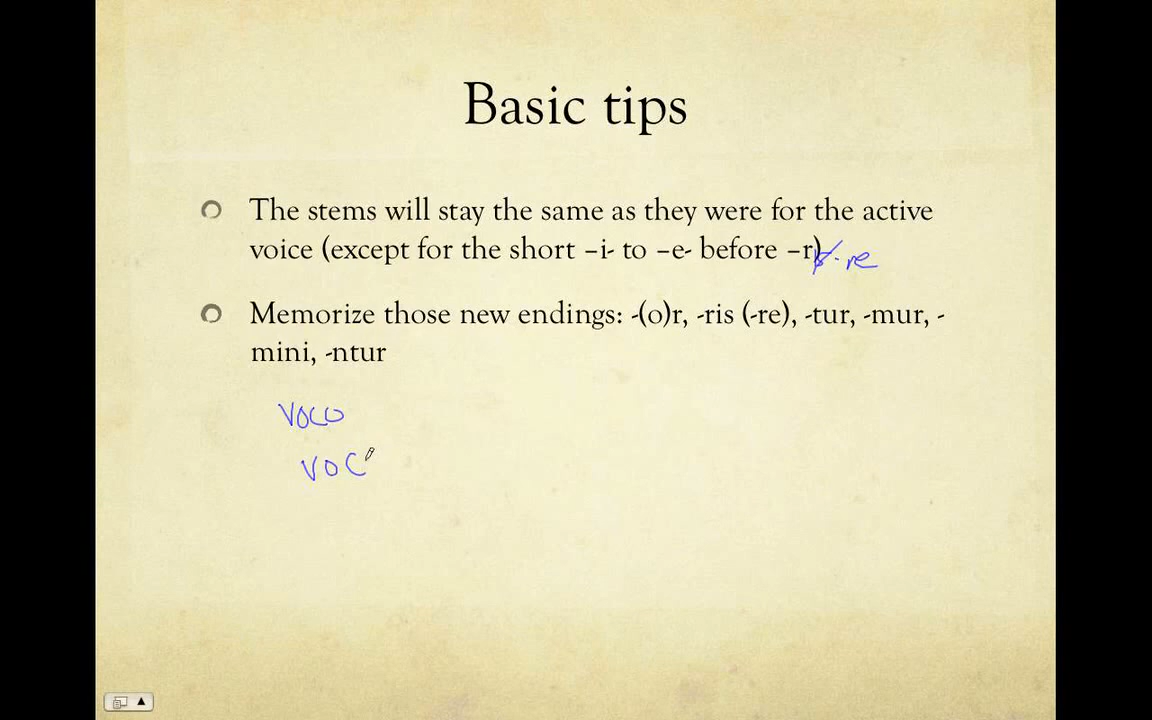 Basic tips
The stems will stay the same as they were for the active
voice (except for the short –i- to –e- before –r) -re
Memorize those new endings: -(o)r, -ris (-re), -tur, -mur, -
mini, -ntur
voco
voc